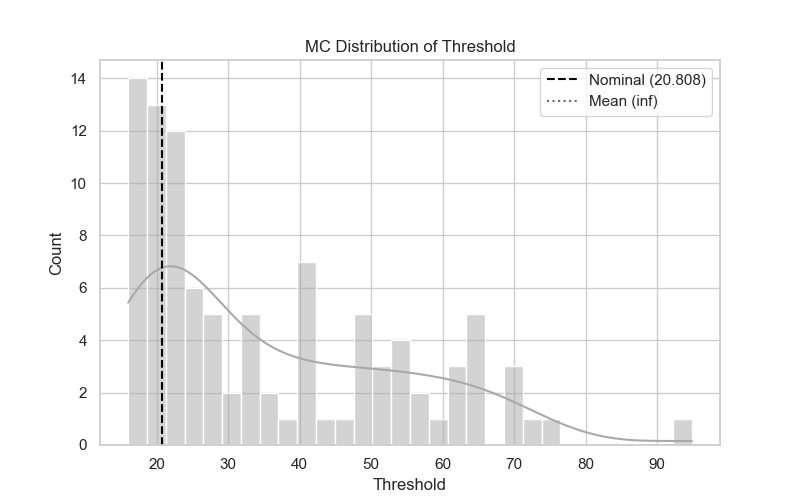 MC Distribution of Threshold
Nominal (20.808)
Mean (inf)
14
12
10
8
6
4
2
0
Count
20 30 40 50 60 70 80 90
Threshold